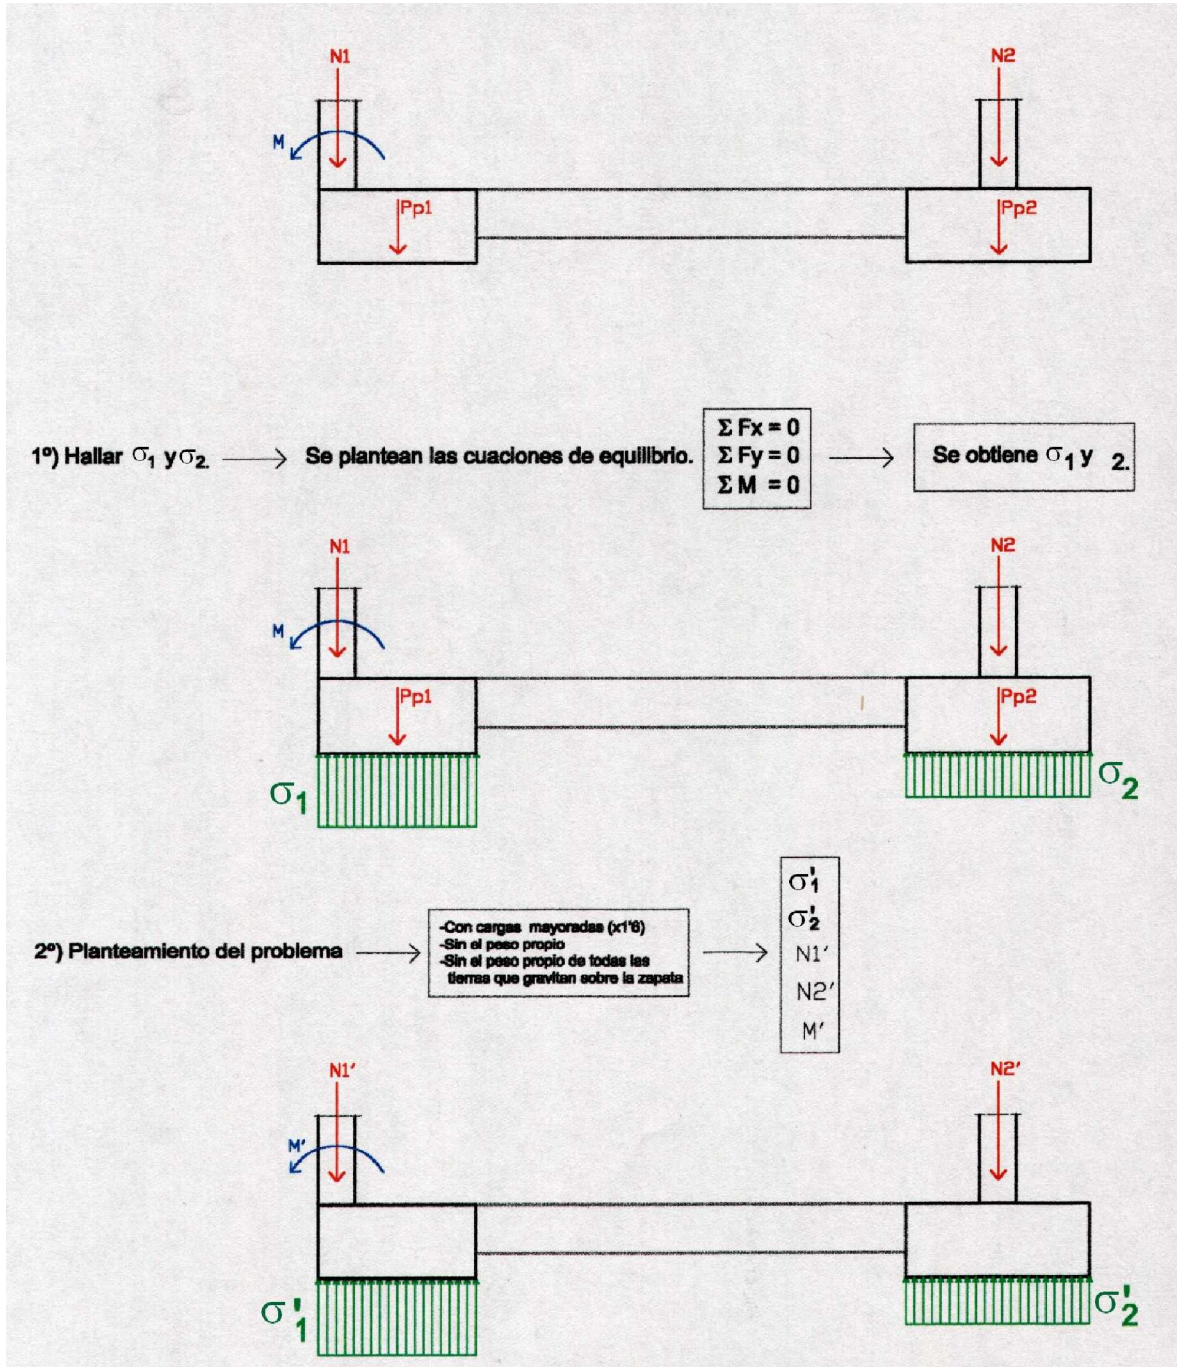 N1
N2
M
Pp1
Pp2
1º) Hallar σ1 y σ2. Se plantean las cuaciones de equilibrio.
Σ Fx = 0
Σ Fy = 0
Σ M = 0
Se obtiene σ1 y 2.
N1
N2
M
Pp1
Pp2
σ1
σ2
2º) Planteamiento del problema
-Con cargas mayoradas (x1'6)
-Sin el peso propio
-Sin el peso propio de todas las
tierras que gravitan sobre la zapata
σ'1
σ'2
N1'
N2'
M'
N1'
N2'
M'
σ'1
σ'2